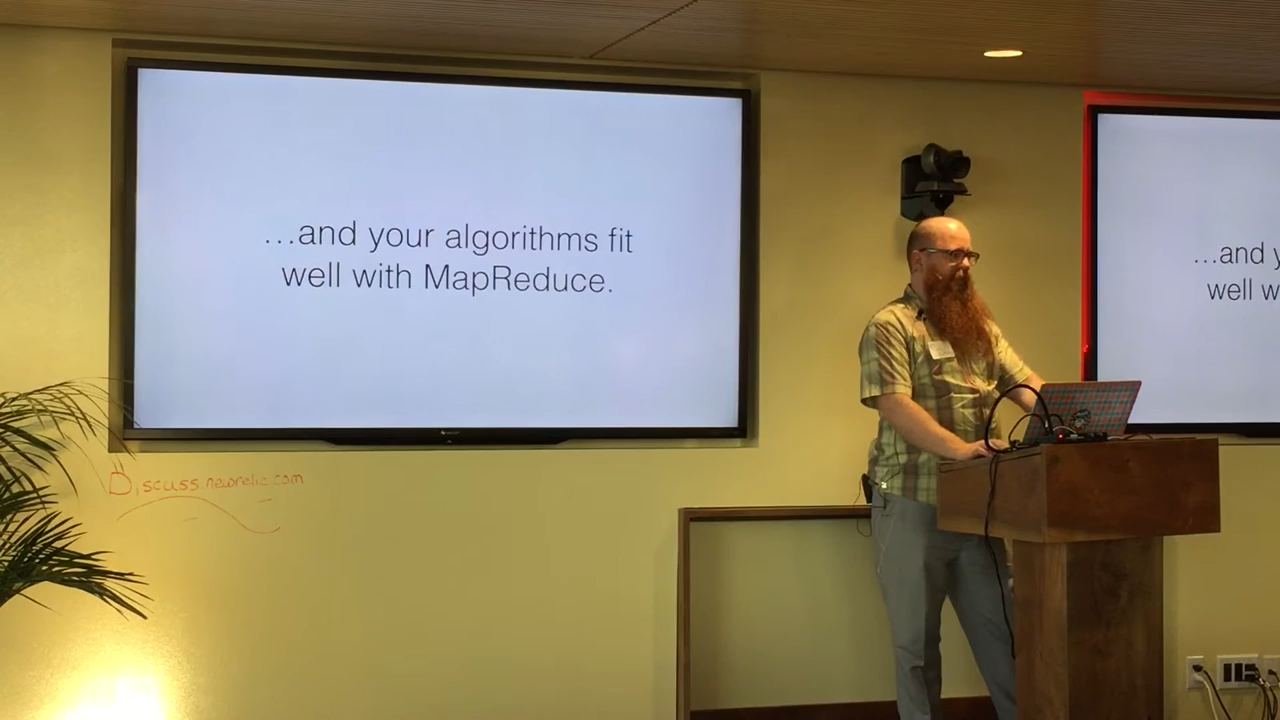 …and your algorithms fit
well with MapReduce.
…and y
well w
Discuss.newrelic.com